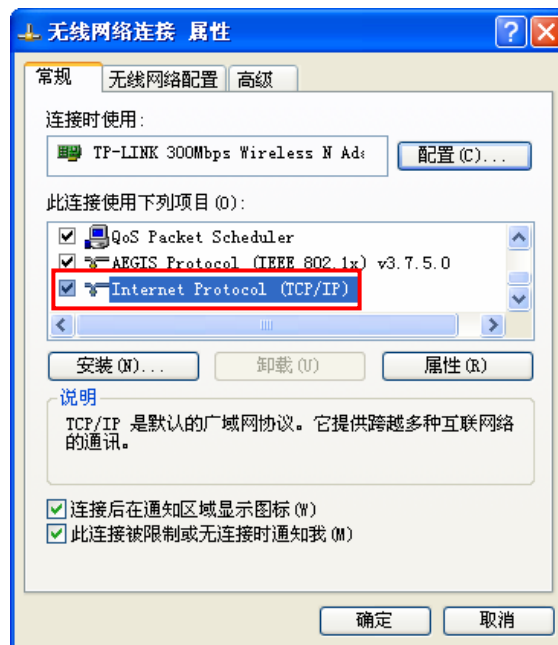 无线网络连接 属性
常规 无线网络配置 高级
连接时使用:
TP-LINK 300Mbps Wireless N Ada 配置(C)...
此连接使用下列项目(O):
QoS Packet Scheduler
AEGIS Protocol (IEEE 802.1x) v3.7.5.0
Internet Protocol (TCP/IP)
安装(N)... 卸载(U) 属性(R)
说明
TCP/IP 是默认的广域网协议。它提供跨越多种互联网络
的通讯。
连接后在通知区域显示图标(W)
此连接被限制或无连接时通知我(M)
确定 取消